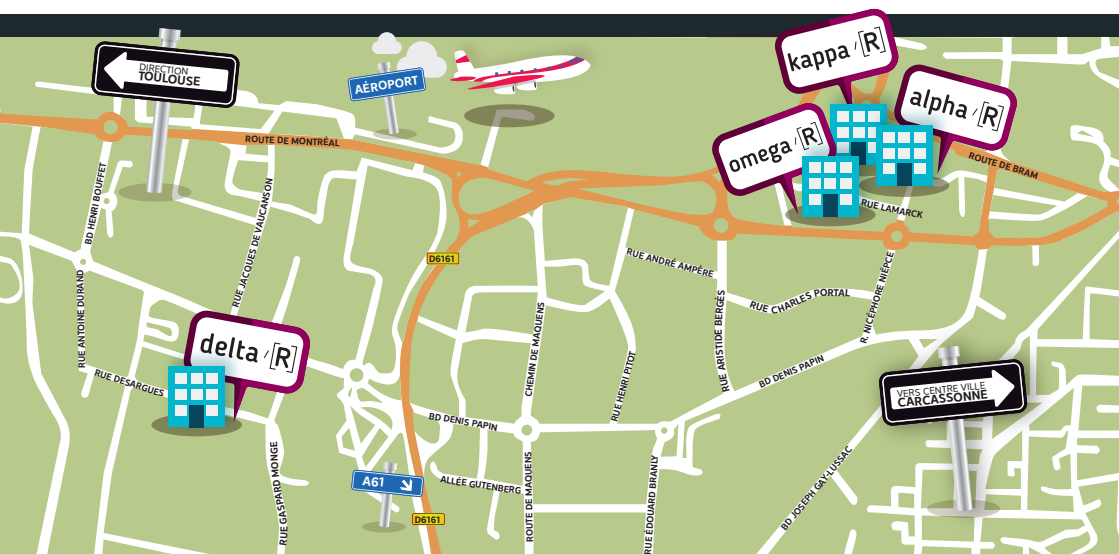 kappa /[R]
DIRECTION
TOULOUSE
AÉROPORT
alpha /[R]
omega /[R]
ROUTE DE MONTRÉAL
ROUTE DE BRAM
BD HENRI BOUFFET
RUE JACQUES DE VAUCANSON
RUE LAMARCK
D6161
RUE ANDRÉ AMPÈRE
RUE ANTOINE DURAND
RUE CHARLES PORTAL
R. NICÉPHORE NIÉPCE
RUE ARISTIDE BERGÈS
CHEMIN DE MAQUENS
delta /[R]
RUE HENRI PITOT
BD DENIS PAPIN
RUE DESARGUES
VERS CENTRE VILLE
CARCASSONNE
BD DENIS PAPIN
RUE GASPARD MONGE
A61
ALLÉE GUTENBERG
ROUTE DE MAQUENS
RUE ÉDOUARD BRANLY
BD JOSEPH GAY-LUSSAC
D6161